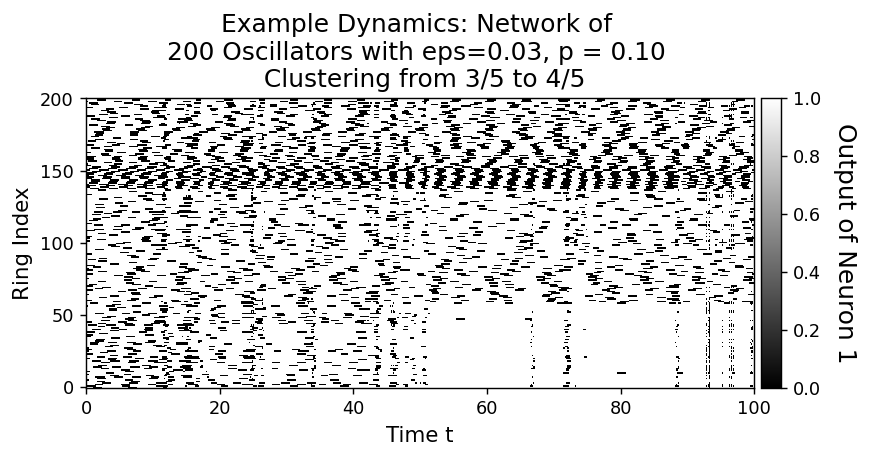 Example Dynamics: Network of
200 Oscillators with eps=0.03, p = 0.10
Clustering from 3/5 to 4/5
200
150
100
50
0
Ring Index
0 20 40 60 80 100
Time t
1.0
0.8
0.6
0.4
0.2
0.0
Output of Neuron 1